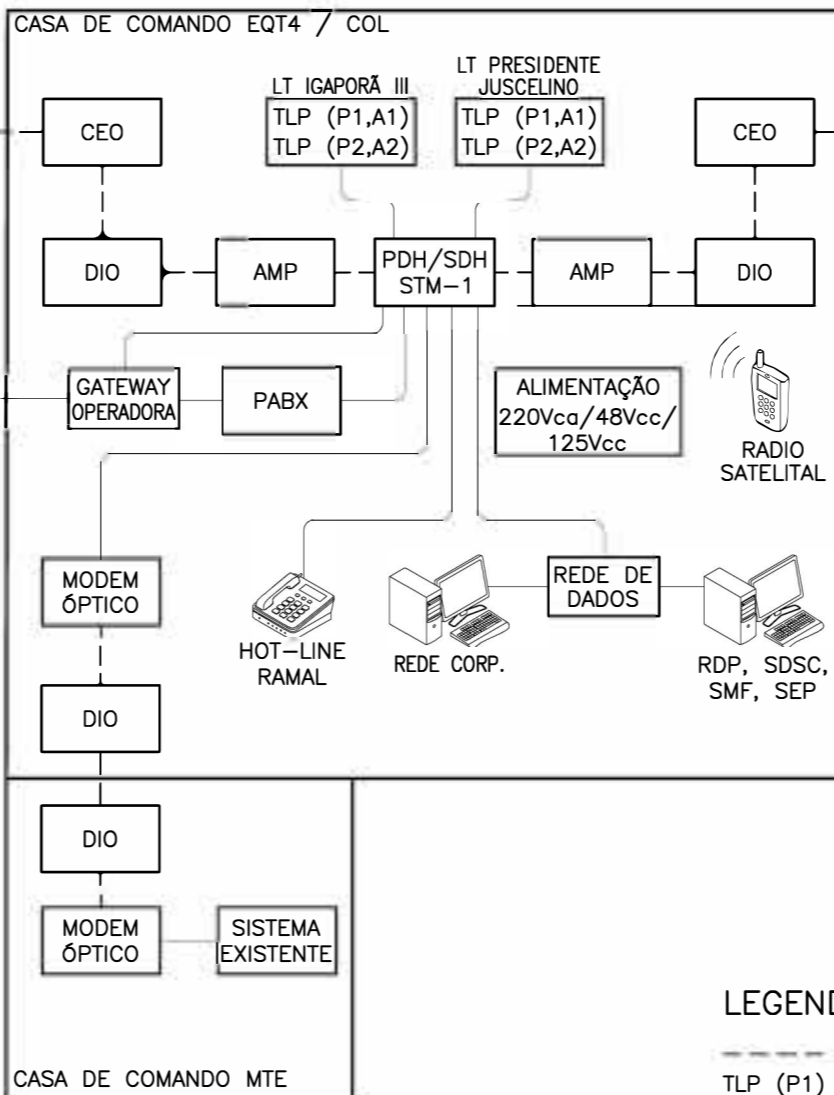 CASA DE COMANDO EQT4 / COL
LT IGAPORÃ III
TLP (P1,A1)
TLP (P2,A2)
LT PRESIDENTE
JUSCELINO
TLP (P1,A1)
TLP (P2,A2)
CEO
CEO
DIO
AMP
PDH/SDH
STM-1
AMP
DIO
GATEWAY
OPERADORA
PABX
ALIMENTAÇÃO
220Vca/48Vcc/
125Vcc
RADIO
SATELITAL
MODEM
ÓPTICO
HOT-LINE
RAMAL
REDE CORP.
REDE DE
DADOS
RDP, SDSC,
SMF, SEP
DIO
DIO
MODEM
ÓPTICO
SISTEMA
EXISTENTE
CASA DE COMANDO MTE
LEGEND
TLP (P1)